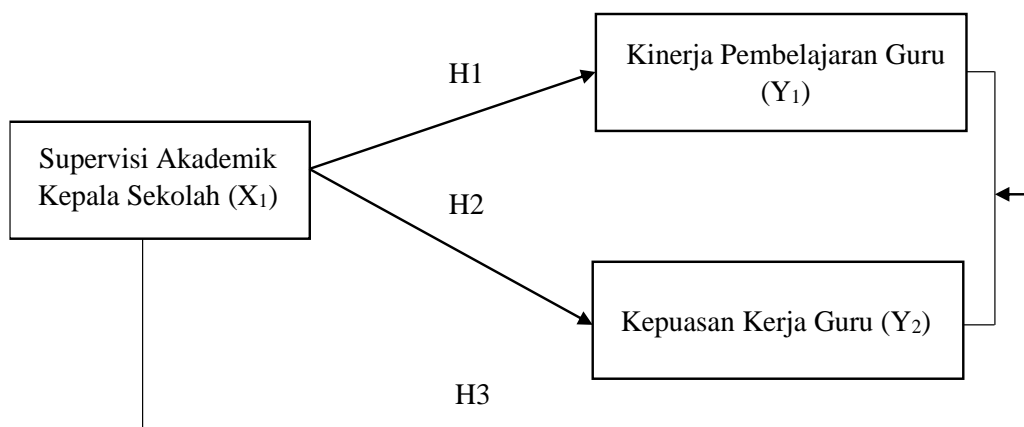 Kinerja Pembelajaran Guru
(Y₁)
H1
Supervisi Akademik
Kepala Sekolah (X₁)
H2
Kepuasan Kerja Guru (Y₂)
H3